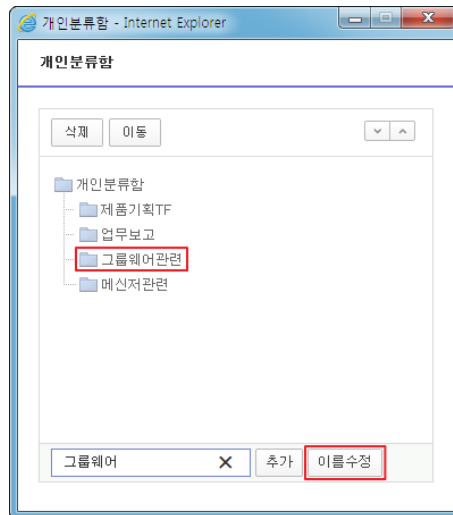 개인분류함 - Internet Explorer
개인분류함
삭제 이동
개인분류함
제품기획TF
업무보고
그룹웨어관련
메신저관련
그룹웨어 추가 이름수정